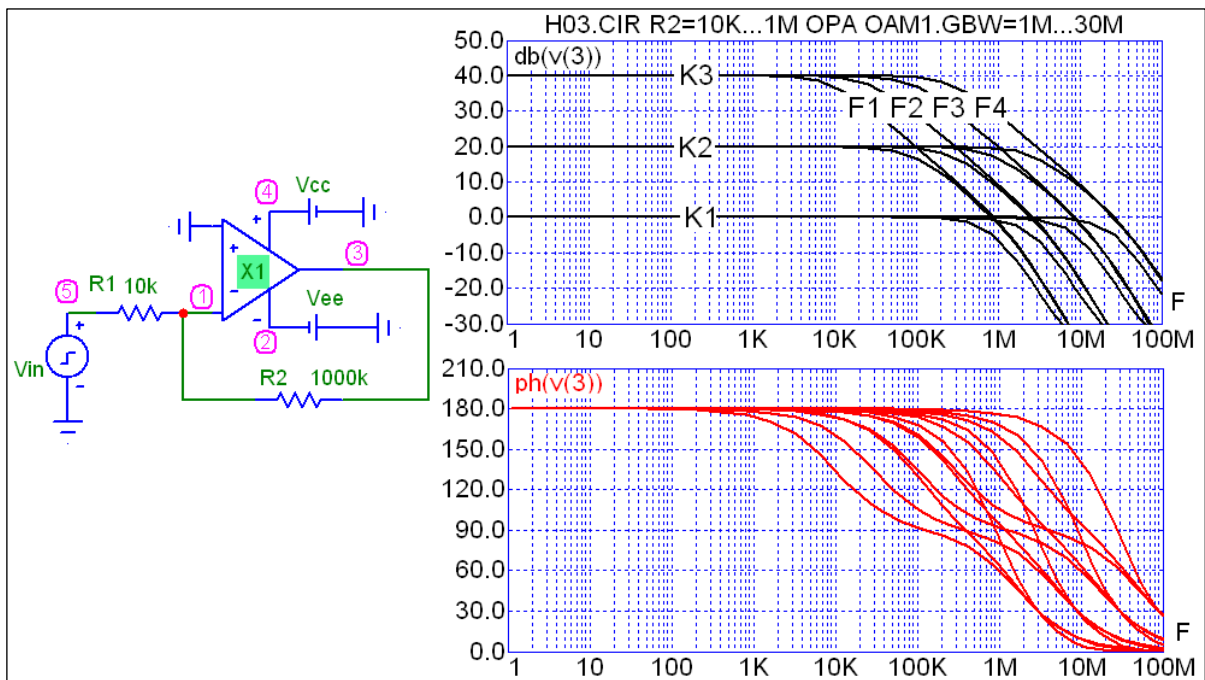 H03.CIR R2=10K...1M OPA OAM1.GBW=1M...30M
50.0
40.0
30.0
20.0
10.0
0.0
-10.0
-20.0
-30.0
db(v(3))
K3
F1 F2 F3 F4
K2
K1
F
1 10 100 1K 10K 100K 1M 10M 100M
4
Vcc
+
+
X1
-
3
5
R1 10k
1
Vee
-
2
+
Vin
-
R2 1000k
210.0
180.0
150.0
120.0
90.0
60.0
30.0
0.0
ph(v(3))
F
1 10 100 1K 10K 100K 1M 10M 100M